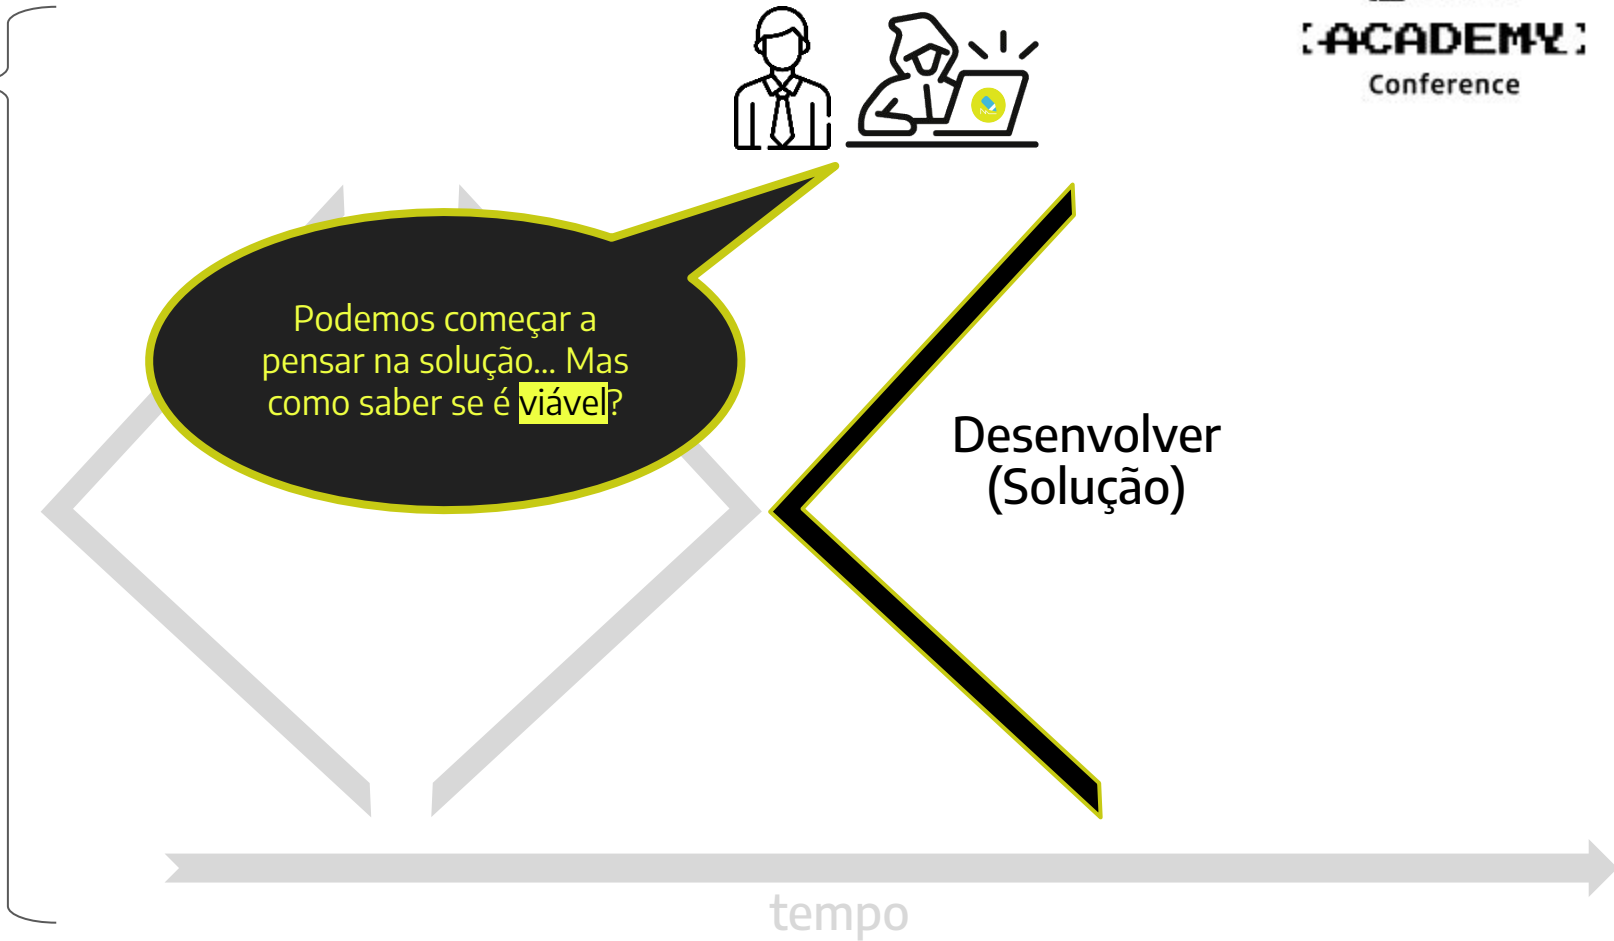 [ACADEMY]
Conference
Podemos começar a
pensar na solução... Mas
como saber se é viável?
Desenvolver
(Solução)
tempo